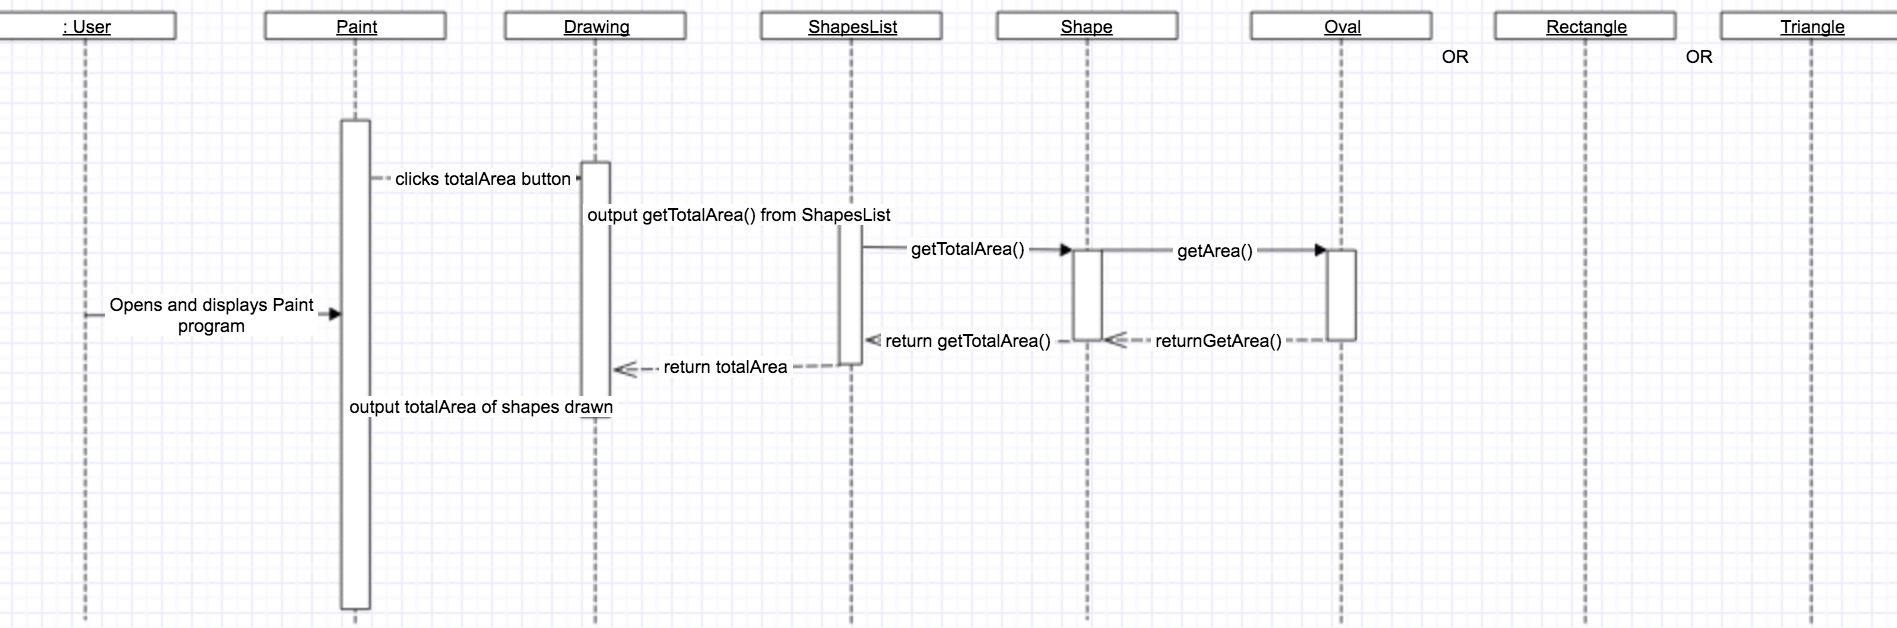 : User
Paint
Drawing
ShapesList
Shape
Oval
OR
Rectangle
OR
Triangle
clicks totalArea button
output getTotalArea() from ShapesList
getTotalArea()
getArea()
Opens and displays Paint
program
return getTotalArea()
returnGetArea()
return totalArea
output totalArea of shapes drawn